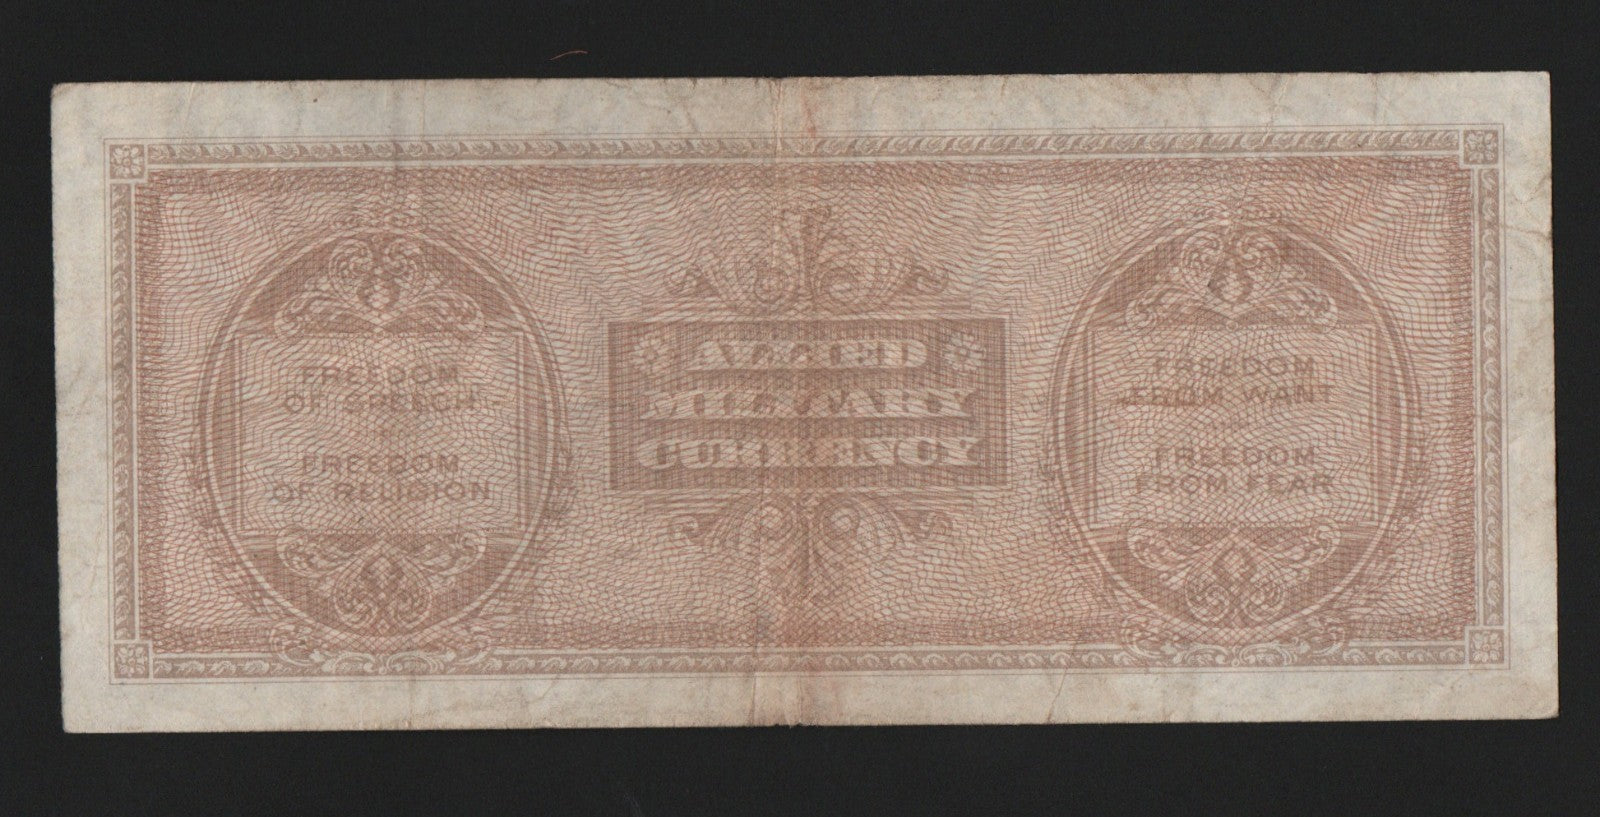 FREEDOM
OF SPEECH
FREEDOM
OF RELIGION
ALLIED
MILITARY
CURRENCY
FREEDOM
FROM WANT
FREEDOM
FROM FEAR